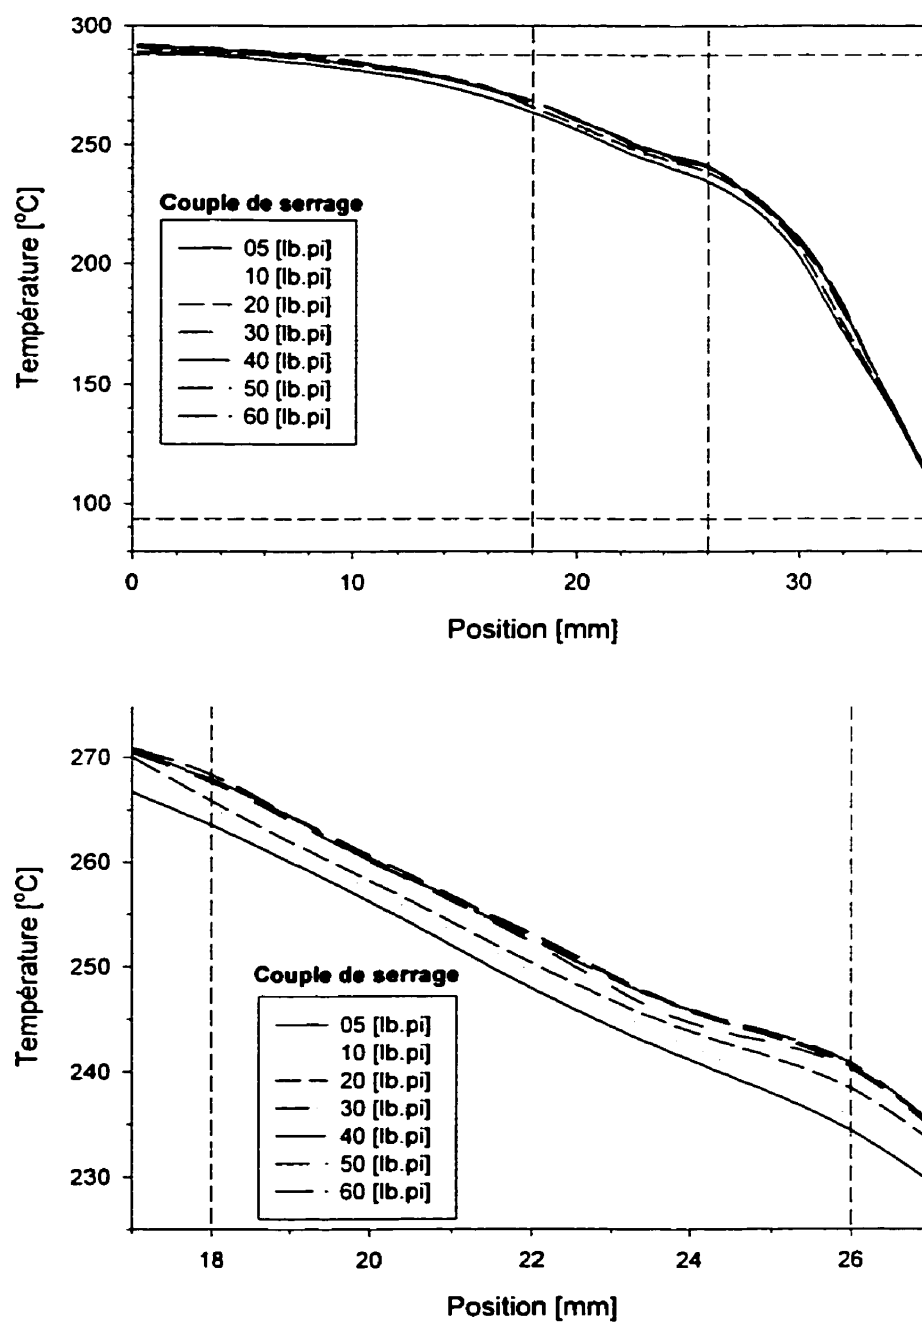 300
250
200
150
100
Température [°C]
Couple de serrage
05 [lb.pi]
10 [lb.pi]
20 [lb.pi]
30 [lb.pi]
40 [lb.pi]
50 [lb.pi]
60 [lb.pi]
0 10 20 30
Position [mm]
270
260
250
240
230
Température [°C]
Couple de serrage
05 [lb.pi]
10 [lb.pi]
20 [lb.pi]
30 [lb.pi]
40 [lb.pi]
50 [lb.pi]
60 [lb.pi]
18 20 22 24 26
Position [mm]